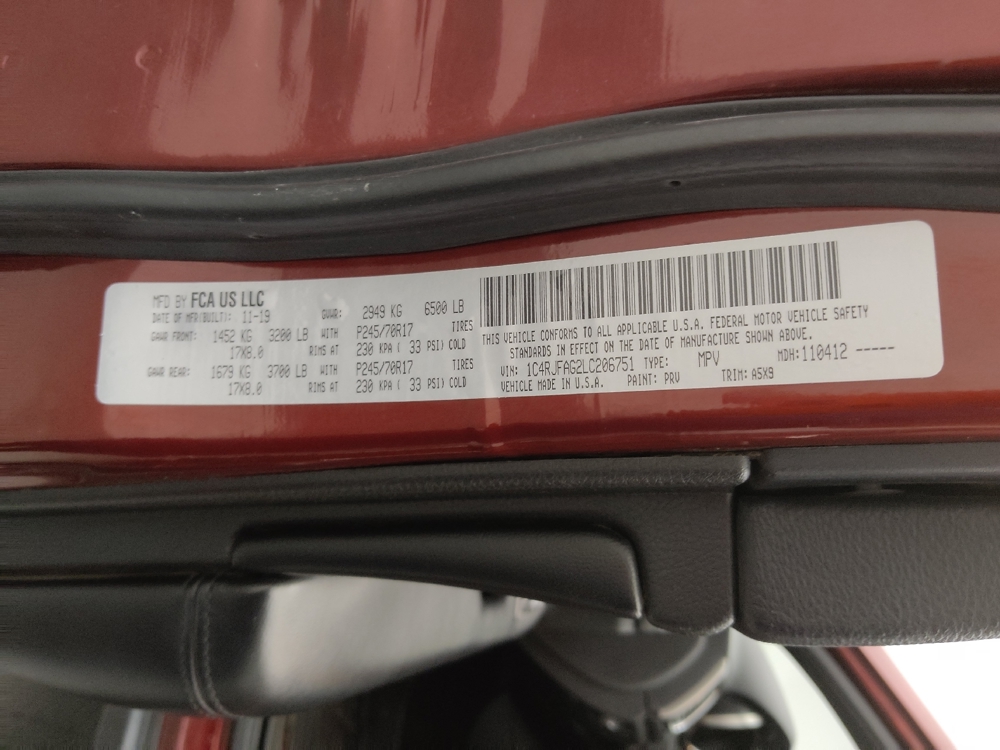 MFD BY FCA US LLC
DATE OF MFR(BUILT): 11-19 GVWR: 2949 KG 6500 LB
GAWR FRONT: 1452 KG 3200 LB WITH P245/70R17 TIRES
17X8.0 RIMS AT 230 KPA ( 33 PSI) COLD
GAWR REAR: 1679 KG 3700 LB WITH P245/70R17 TIRES
17X8.0 RIMS AT 230 KPA ( 33 PSI) COLD
THIS VEHICLE CONFORMS TO ALL APPLICABLE U.S.A. FEDERAL MOTOR VEHICLE SAFETY
STANDARDS IN EFFECT ON THE DATE OF MANUFACTURE SHOWN ABOVE.
VIN: 1C4RJFAG2LC206751 TYPE: MPV MDH:110412 -----
VEHICLE MADE IN U.S.A. PAINT: PRV TRIM: A5X9